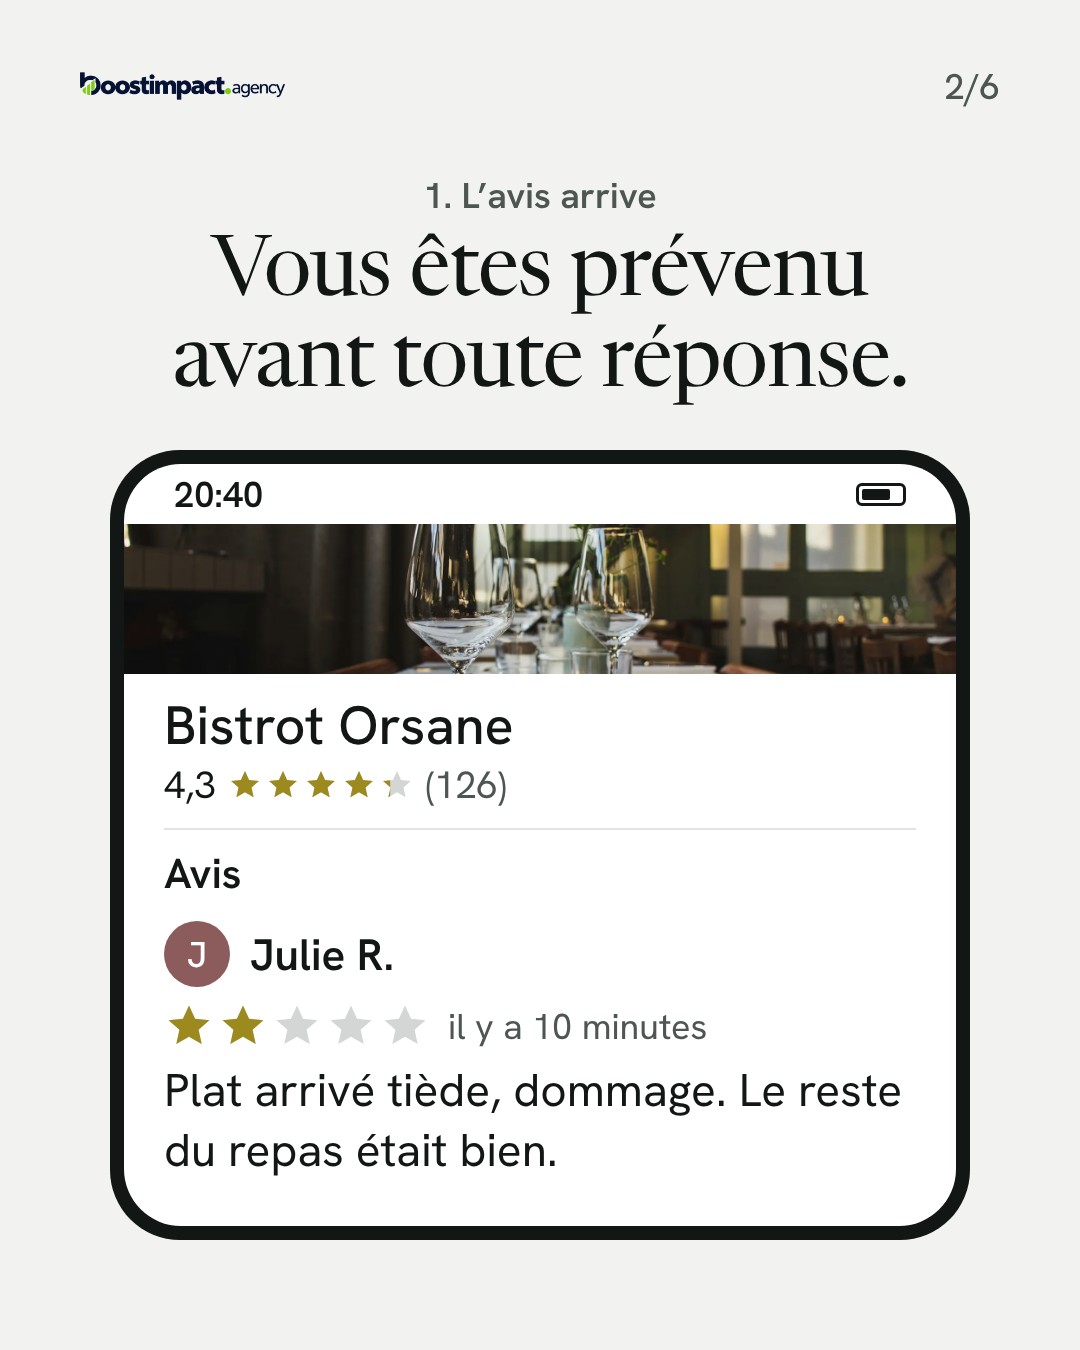 boostimpact.agency
2/6
1. L’avis arrive
Vous êtes prévenu
avant toute réponse.
20:40
Bistrot Orsane
4,3 (126)
Avis
J Julie R.
il y a 10 minutes
Plat arrivé tiède, dommage. Le reste
du repas était bien.